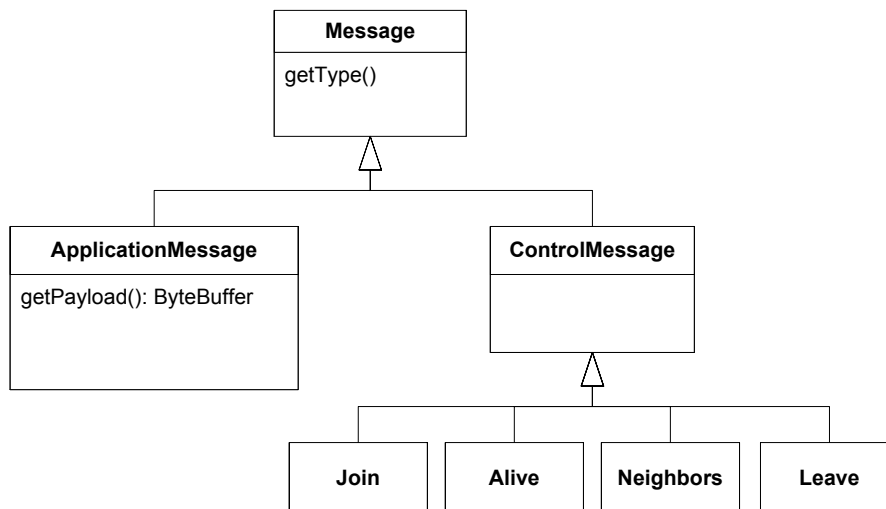 Message
getType()
ApplicationMessage
getPayload(): ByteBuffer
ControlMessage
Join
Alive
Neighbors
Leave